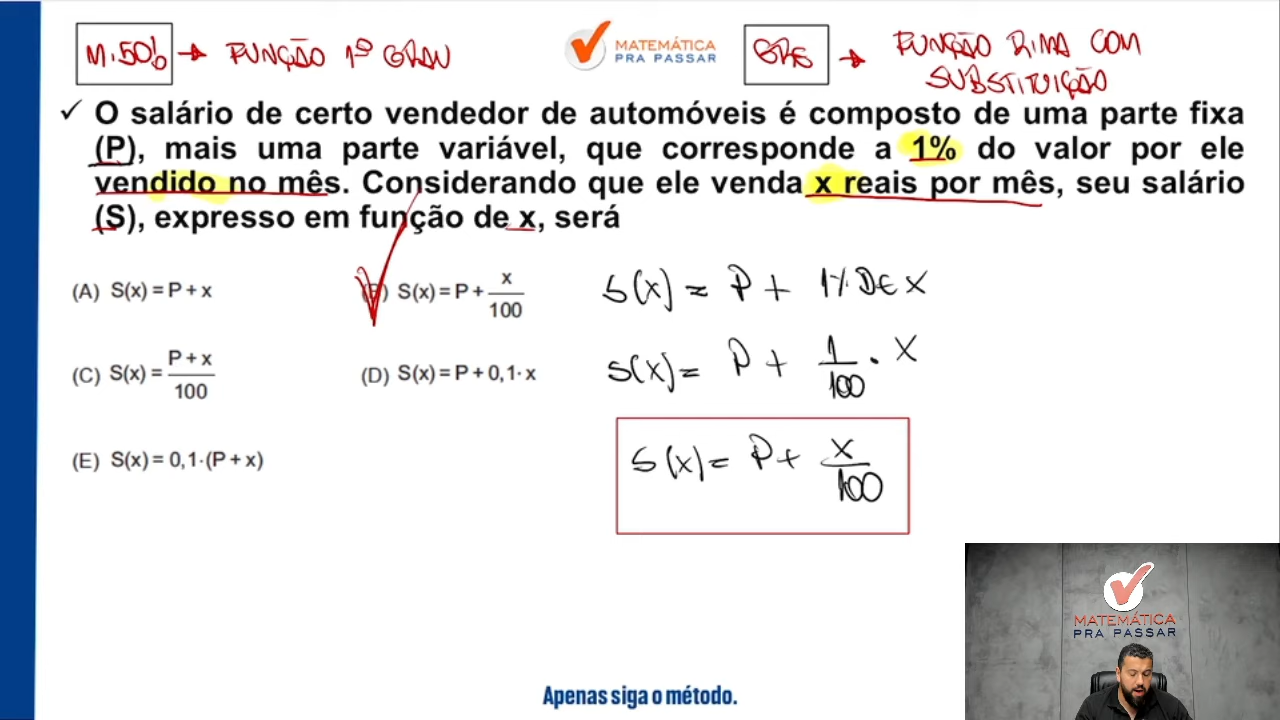 M.50% → FUNÇÃO 1º GRAU
MATEMÁTICA
PRA PASSAR
→ FUNÇÃO RIMA COM
SUBSTITUIÇÃO
✓ O salário de certo vendedor de automóveis é composto de uma parte fixa
(P), mais uma parte variável, que corresponde a 1% do valor por ele
vendido no mês. Considerando que ele venda x reais por mês, seu salário
(S), expresso em função de x, será
(A) S(x) = P + x
(B) S(x) = P + x/100
(C) S(x) = P + x/100
(D) S(x) = P + 0,1· x
(E) S(x) = 0,1·(P + x)
S(x) = P + 1% DE X
S(x) = P + 1/100 · X
S(x) = P + x/100
MATEMÁTICA
PRA PASSAR
Apenas siga o método.